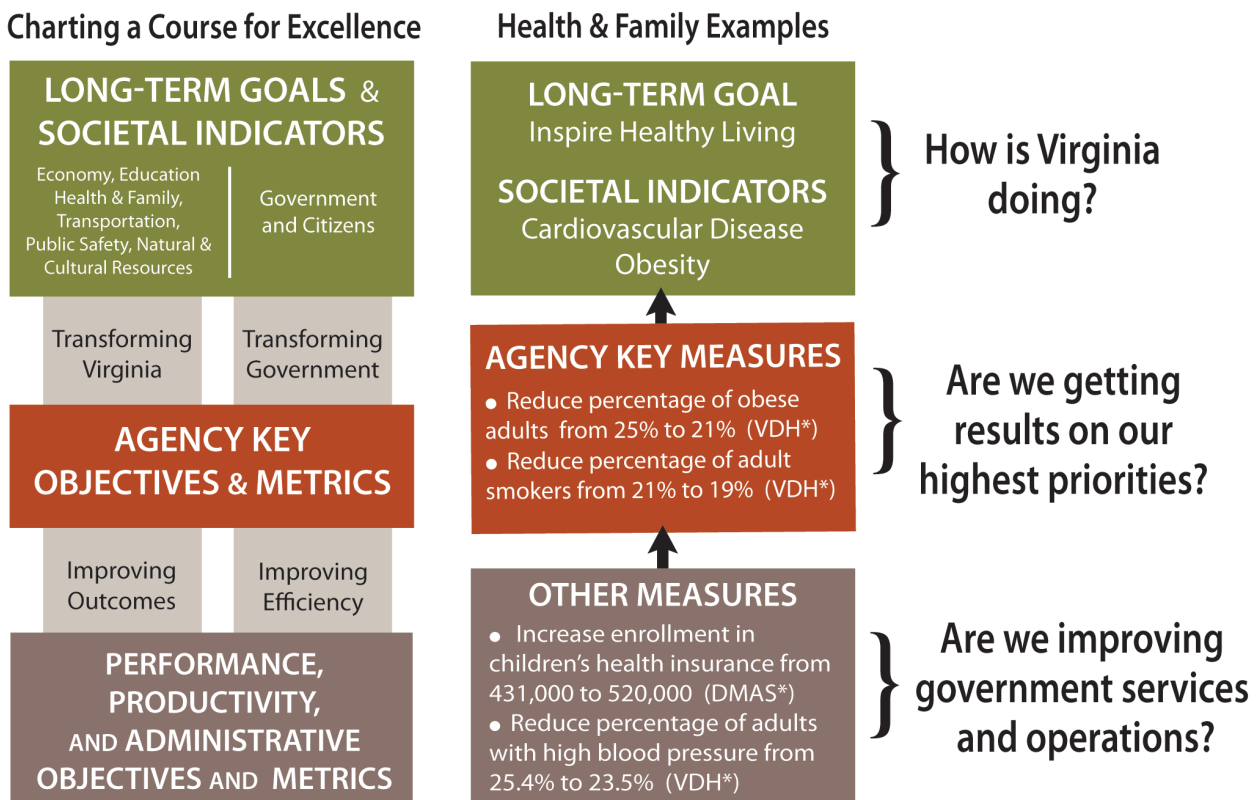 Charting a Course for Excellence
LONG-TERM GOALS &
SOCIETAL INDICATORS
Economy, Education
Health & Family,
Transportation,
Public Safety, Natural &
Cultural Resources
Government
and Citizens
Transforming
Virginia
Transforming
Government
AGENCY KEY
OBJECTIVES & METRICS
Improving
Outcomes
Improving
Efficiency
PERFORMANCE,
PRODUCTIVITY,
AND ADMINISTRATIVE
OBJECTIVES AND METRICS
Health & Family Examples
LONG-TERM GOAL
Inspire Healthy Living
SOCIETAL INDICATORS
Cardiovascular Disease
Obesity
AGENCY KEY MEASURES
• Reduce percentage of obese
adults from 25% to 21% (VDH*)
• Reduce percentage of adult
smokers from 21% to 19% (VDH*)
OTHER MEASURES
• Increase enrollment in
children’s health insurance from
431,000 to 520,000 (DMAS*)
• Reduce percentage of adults
with high blood pressure from
25.4% to 23.5% (VDH*)
How is Virginia
doing?
Are we getting
results on our
highest priorities?
Are we improving
government services
and operations?